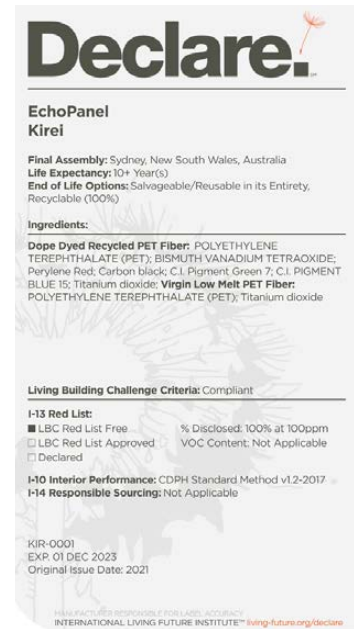 Declare.
EchoPanel
Kirei
Final Assembly: Sydney, New South Wales, Australia
Life Expectancy: 10+ Year(s)
End of Life Options: Salvageable/Reusable in its Entirety,
Recyclable (100%)
Ingredients:
Dope Dyed Recycled PET Fiber: POLYETHYLENE
TEREPHTHALATE (PET); BISMUTH VANADIUM TETRAOXIDE;
Perylene Red; Carbon black; C.I. Pigment Green 7; C.I. PIGMENT
BLUE 15; Titanium dioxide; Virgin Low Melt PET Fiber:
POLYETHYLENE TEREPHTHALATE (PET); Titanium dioxide
Living Building Challenge Criteria: Compliant
I-13 Red List:
■ LBC Red List Free % Disclosed: 100% at 100ppm
□ LBC Red List Approved VOC Content: Not Applicable
□ Declared
I-10 Interior Performance: CDPH Standard Method v1.2-2017
I-14 Responsible Sourcing: Not Applicable
KIR-0001
EXP. 01 DEC 2023
Original Issue Date: 2021
MANUFACTURER RESPONSIBLE FOR LABEL ACCURACY
INTERNATIONAL LIVING FUTURE INSTITUTE™ living-future.org/declare